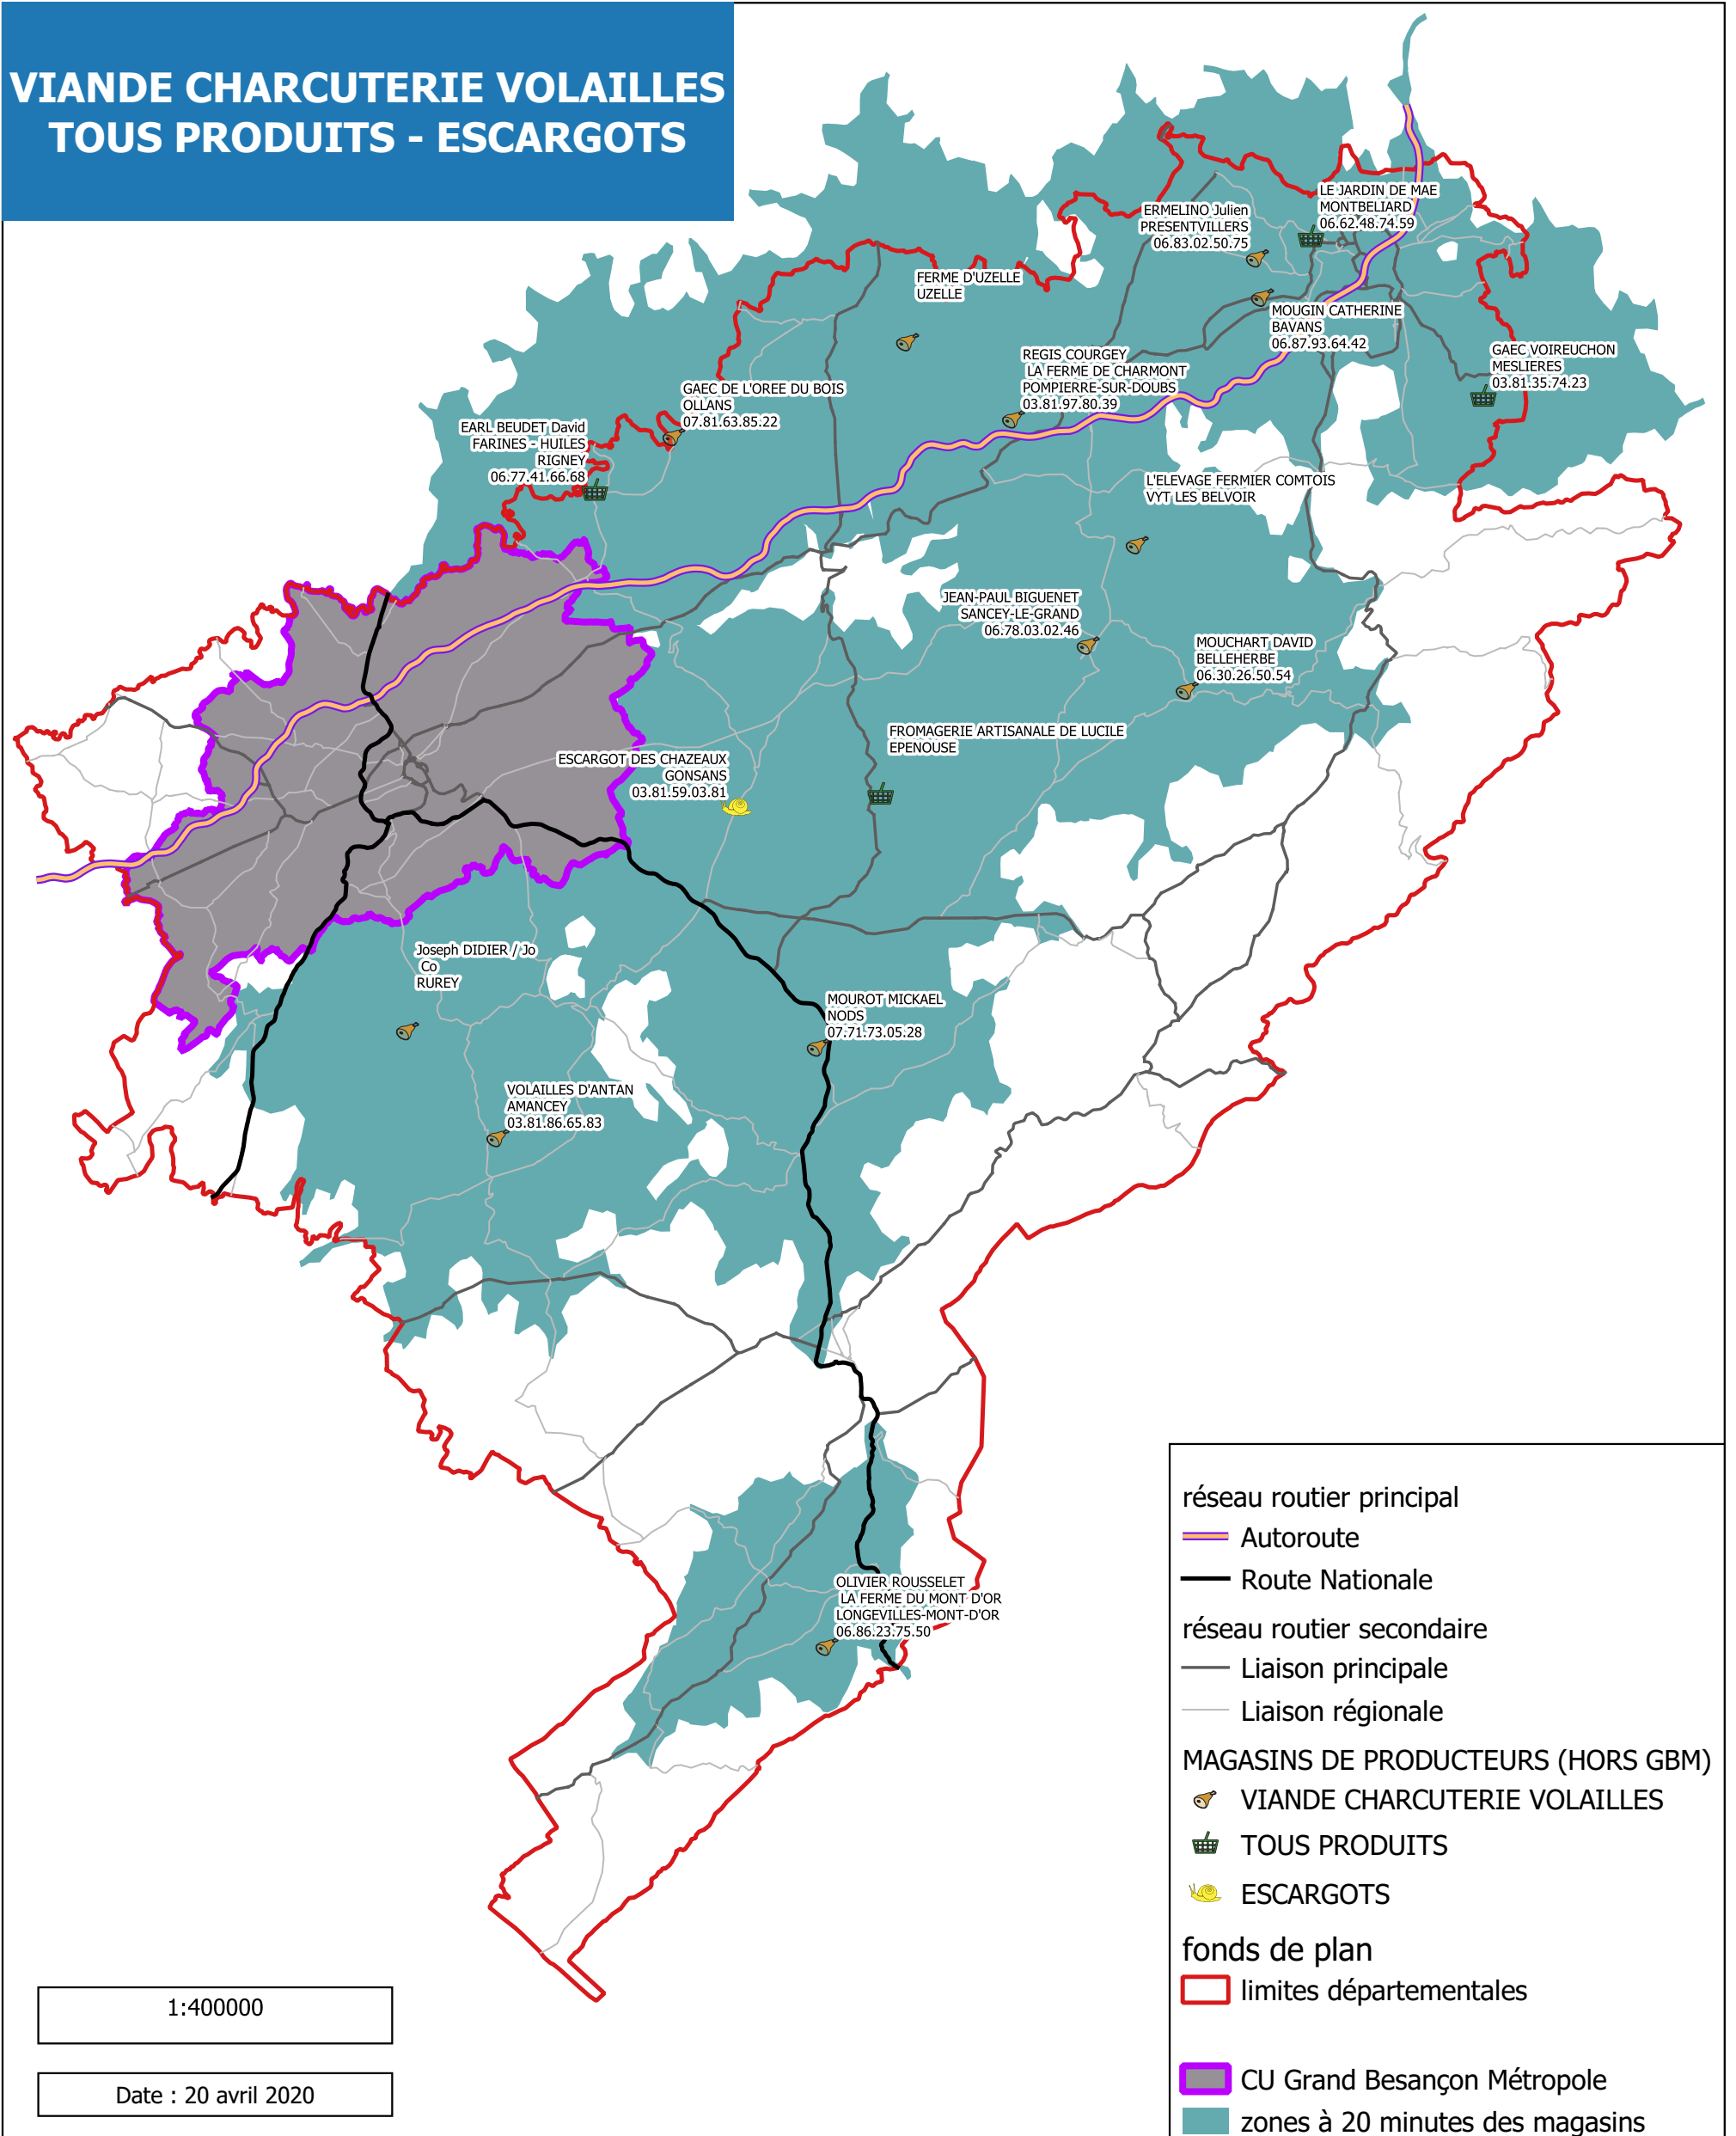 VIANDE CHARCUTERIE VOLAILLES
TOUS PRODUITS - ESCARGOTS
LE JARDIN DE MAE
MONTBELIARD
06.62.48.74.59
ERMELINO Julien
PRESENTVILLERS
06.83.02.50.75
FERME D'UZELLE
UZELLE
MOUGIN CATHERINE
BAVANS
06.87.93.64.42
REGIS COURGEY
LA FERME DE CHARMONT
POMPIERRE-SUR-DOUBS
03.81.97.80.39
GAEC VOIREUCHON
MESLIERES
03.81.35.74.23
GAEC DE L'OREE DU BOIS
OLLANS
07.81.63.85.22
EARL BEUDET David
FARINES - HUILES
RIGNEY
06.77.41.66.68
L'ELEVAGE FERMIER COMTOIS
VYT LES BELVOIR
JEAN-PAUL BIGUENET
SANCEY-LE-GRAND
06.78.03.02.46
MOUCHART DAVID
BELLEHERBE
06.30.26.50.54
FROMAGERIE ARTISANALE DE LUCILE
EPENOUSE
ESCARGOT DES CHAZEAUX
GONSANS
03.81.59.03.81
Joseph DIDIER / Jo
Co
RUREY
MOUROT MICKAEL
NODS
07.71.73.05.28
VOLAILLES D'ANTAN
AMANCEY
03.81.86.65.83
OLIVIER ROUSSELET
LA FERME DU MONT D'OR
LONGEVILLES-MONT-D'OR
06.86.23.75.50
réseau routier principal
Autoroute
Route Nationale
réseau routier secondaire
Liaison principale
Liaison régionale
MAGASINS DE PRODUCTEURS (HORS GBM)
VIANDE CHARCUTERIE VOLAILLES
TOUS PRODUITS
ESCARGOTS
fonds de plan
limites départementales
CU Grand Besançon Métropole
zones à 20 minutes des magasins
1:400000
Date : 20 avril 2020